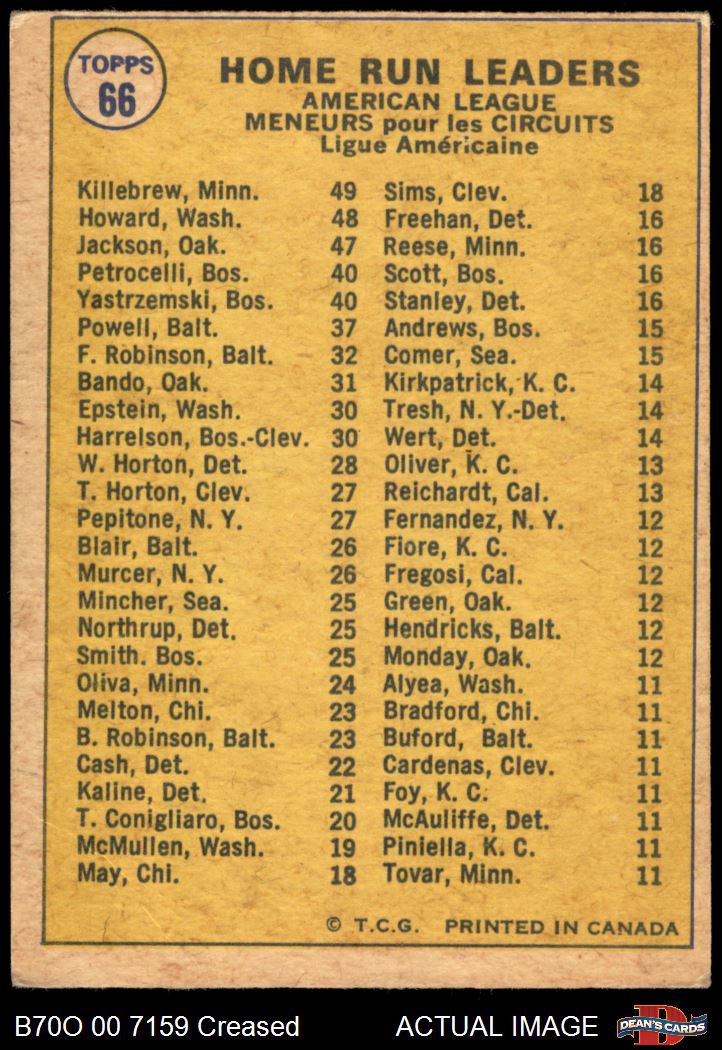 TOPPS
66
HOME RUN LEADERS
AMERICAN LEAGUE
MENEURS pour les CIRCUITS
Ligue Américaine
Killebrew, Minn. 49
Howard, Wash. 48
Jackson, Oak. 47
Petrocelli, Bos. 40
Yastrzemski, Bos. 40
Powell, Balt. 37
F. Robinson, Balt. 32
Bando, Oak. 31
Epstein, Wash. 30
Harrelson, Bos.-Clev. 30
W. Horton, Det. 28
T. Horton, Clev. 27
Pepitone, N. Y. 27
Blair, Balt. 26
Murcer, N. Y. 26
Mincher, Sea. 25
Northrup, Det. 25
Smith. Bos. 25
Oliva, Minn. 24
Melton, Chi. 23
B. Robinson, Balt. 23
Cash, Det. 22
Kaline, Det. 21
T. Conigliaro, Bos. 20
McMullen, Wash. 19
May, Chi. 18
Sims, Clev. 18
Freehan, Det. 16
Reese, Minn. 16
Scott, Bos. 16
Stanley, Det. 16
Andrews, Bos. 15
Comer, Sea. 15
Kirkpatrick, K. C. 14
Tresh, N. Y.-Det. 14
Wert, Det. 14
Oliver, K. C. 13
Reichardt, Cal. 13
Fernandez, N. Y. 12
Fiore, K. C. 12
Fregosi, Cal. 12
Green, Oak. 12
Hendricks, Balt. 12
Monday, Oak. 12
Alyea, Wash. 11
Bradford, Chi. 11
Buford, Balt. 11
Cardenas, Clev. 11
Foy, K. C. 11
McAuliffe, Det. 11
Piniella, K. C. 11
Tovar, Minn. 11
© T.C.G. PRINTED IN CANADA
B70O 00 7159 Creased
ACTUAL IMAGE
DEAN'S CARDS